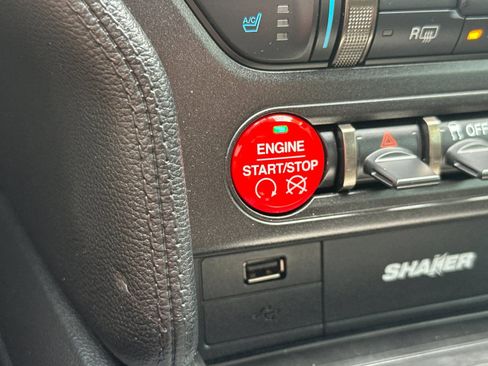 A/C
R
ENGINE
START/STOP
OFF
SHAKER